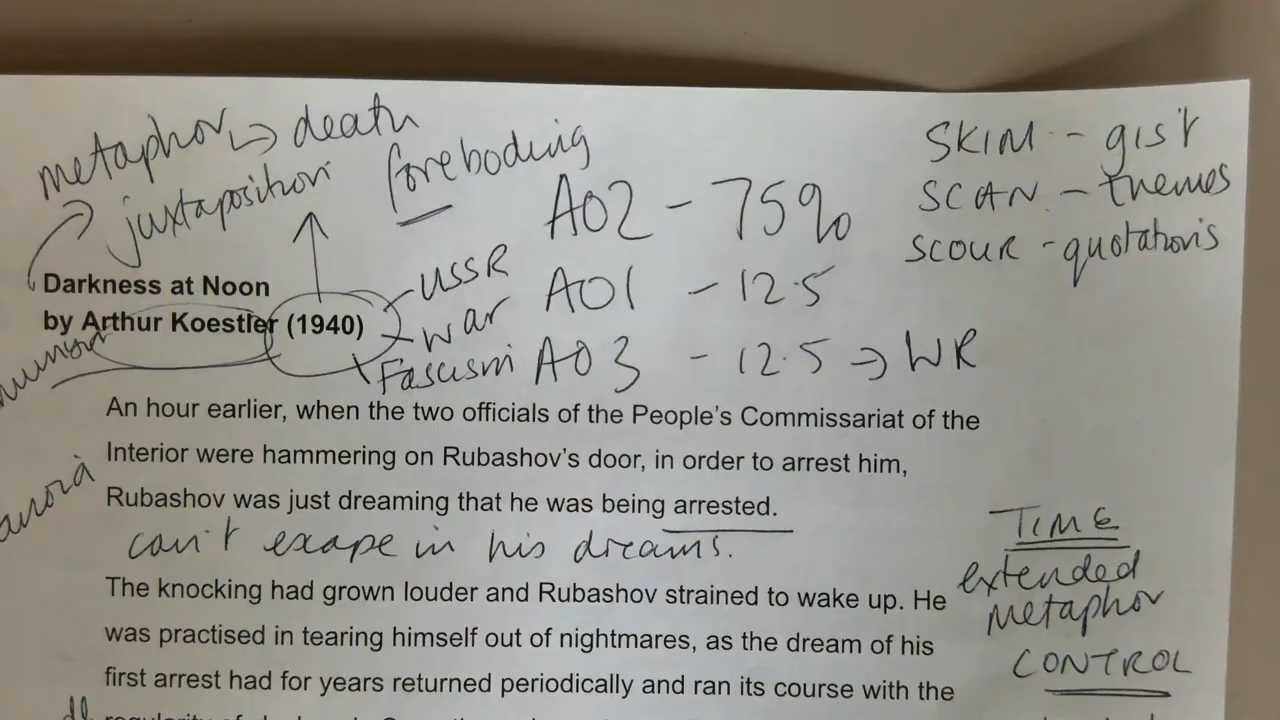 metaphor → death
juxtaposition foreboding
SKIM - gist
SCAN - themes
SCOUR - quotations
AO2 - 75%
AO1 - 12.5
AO3 - 12.5 → WR
Darkness at Noon
by Arthur Koestler (1940)
USSR
war
Fascism
An hour earlier, when the two officials of the People's Commissariat of the
Interior were hammering on Rubashov's door, in order to arrest him,
Rubashov was just dreaming that he was being arrested.
can't exape in his dreams.
The knocking had grown louder and Rubashov strained to wake up. He
was practised in tearing himself out of nightmares, as the dream of his
first arrest had for years returned periodically and ran its course with the
TIME
extended
metaphor
CONTROL